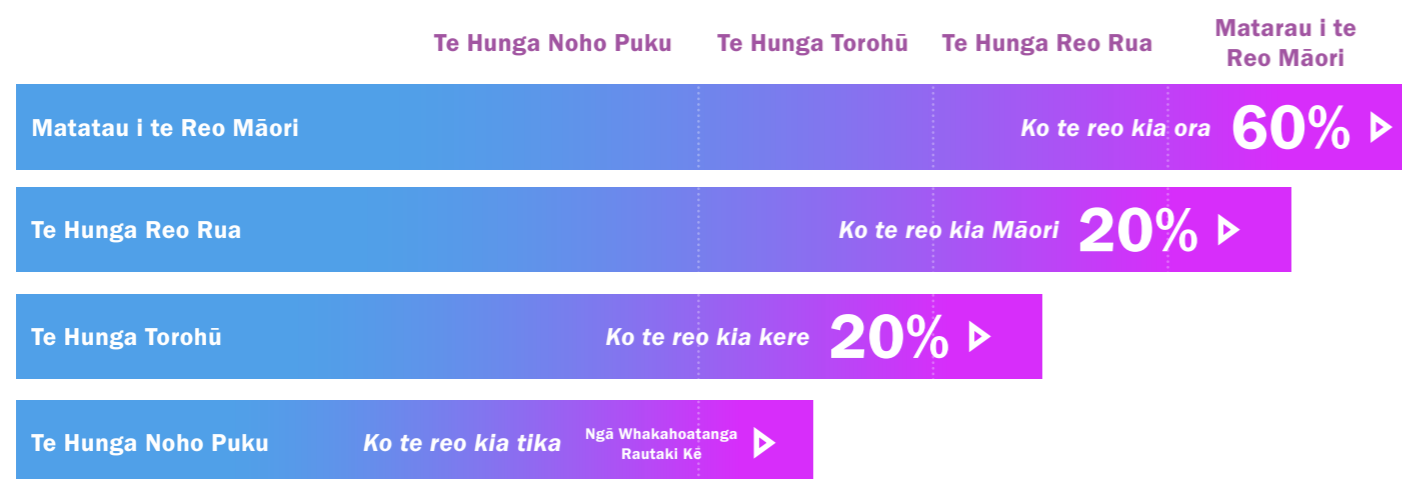 Te Hunga Noho Puku
Te Hunga Torohū
Te Hunga Reo Rua
Matarau i te
Reo Māori
Matatau i te Reo Māori
Ko te reo kia ora
60%
Te Hunga Reo Rua
Ko te reo kia Māori
20%
Te Hunga Torohū
Ko te reo kia kere
20%
Te Hunga Noho Puku
Ko te reo kia tika
Ngā Whakahoatanga
Rautaki Kē